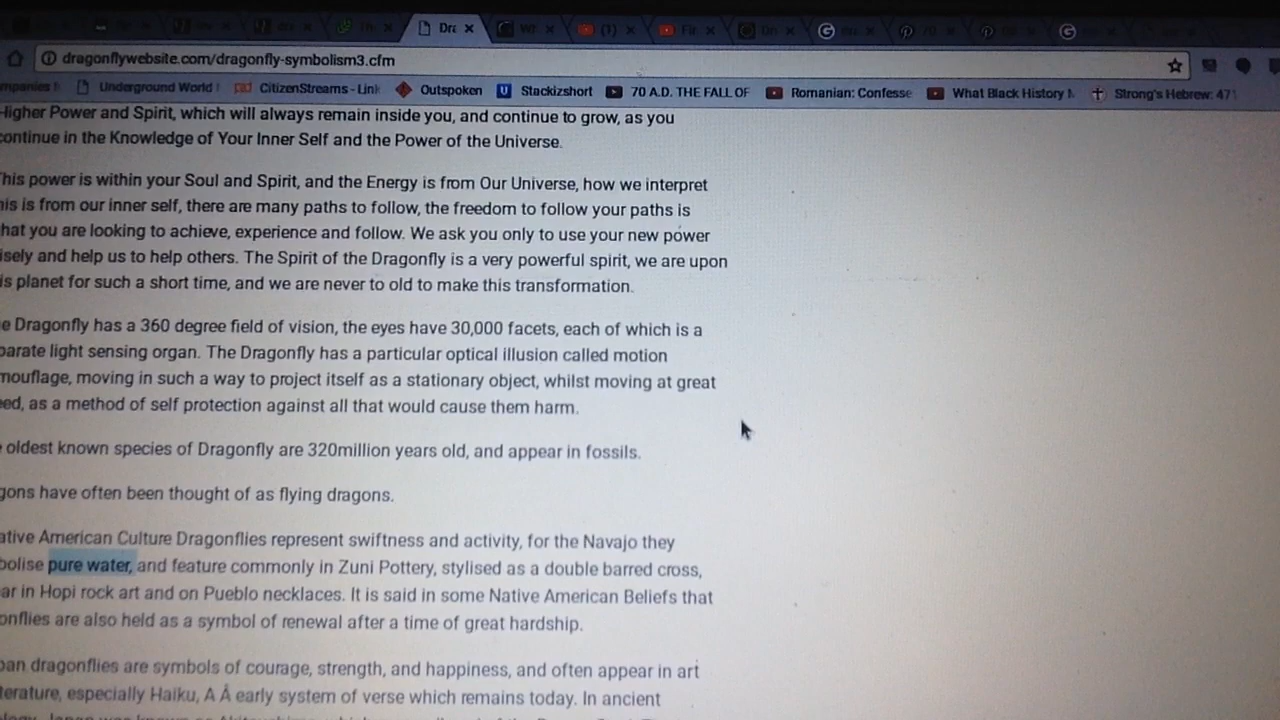 Dra
dragonflywebsite.com/dragonfly-symbolism3.cfm
Underground World
CitizenStreams - Link
Outspoken
Stackizshort
70 A.D. THE FALL OF
Romanian: Confesse
What Black History
Strong's Hebrew: 471
Higher Power and Spirit, which will always remain inside you, and continue to grow, as you
continue in the Knowledge of Your Inner Self and the Power of the Universe.
his power is within your Soul and Spirit, and the Energy is from Our Universe, how we interpret
his is from our inner self, there are many paths to follow, the freedom to follow your paths is
hat you are looking to achieve, experience and follow. We ask you only to use your new power
isely and help us to help others. The Spirit of the Dragonfly is a very powerful spirit, we are upon
is planet for such a short time, and we are never to old to make this transformation.
e Dragonfly has a 360 degree field of vision, the eyes have 30,000 facets, each of which is a
parate light sensing organ. The Dragonfly has a particular optical illusion called motion
mouflage, moving in such a way to project itself as a stationary object, whilst moving at great
eed, as a method of self protection against all that would cause them harm.
oldest known species of Dragonfly are 320million years old, and appear in fossils.
gons have often been thought of as flying dragons.
ative American Culture Dragonflies represent swiftness and activity, for the Navajo they
bolise pure water, and feature commonly in Zuni Pottery, stylised as a double barred cross,
ar in Hopi rock art and on Pueblo necklaces. It is said in some Native American Beliefs that
onflies are also held as a symbol of renewal after a time of great hardship.
pan dragonflies are symbols of courage, strength, and happiness, and often appear in art
terature, especially Haiku, A Å early system of verse which remains today. In ancient